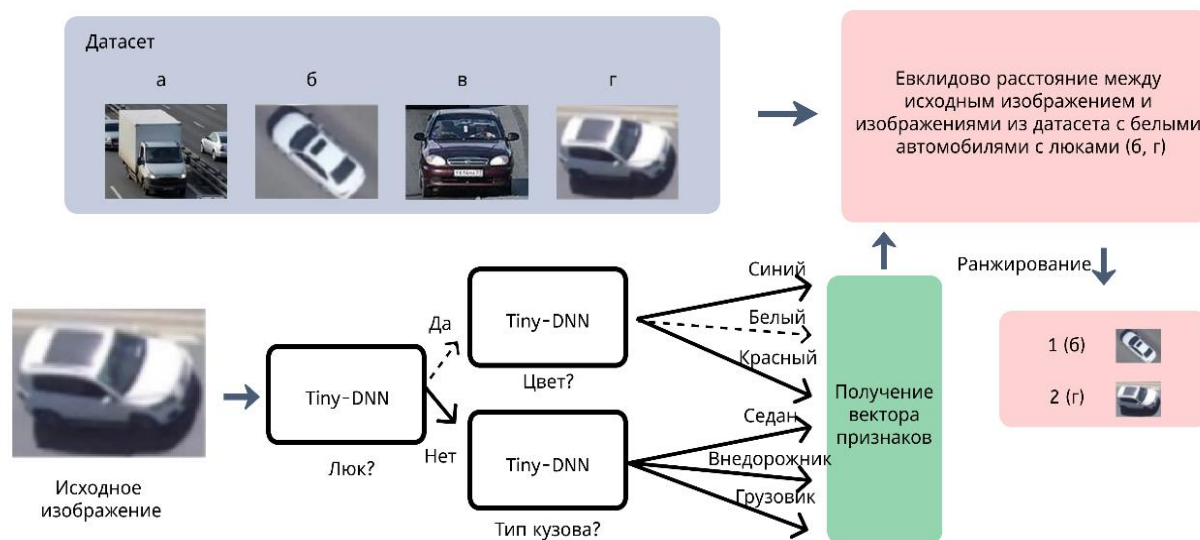 Датасет
а
б
в
г
Евклидово расстояние между
исходным изображением и
изображениями из датасета с белыми
автомобилями с люками (б, г)
Ранжирование
1 (б)
2 (г)
Исходное
изображение
Tiny-DNN
Люк?
Да
Нет
Tiny-DNN
Цвет?
Tiny-DNN
Тип кузова?
Синий
Белый
Красный
Седан
Внедорожник
Грузовик
Получение
вектора
признаков